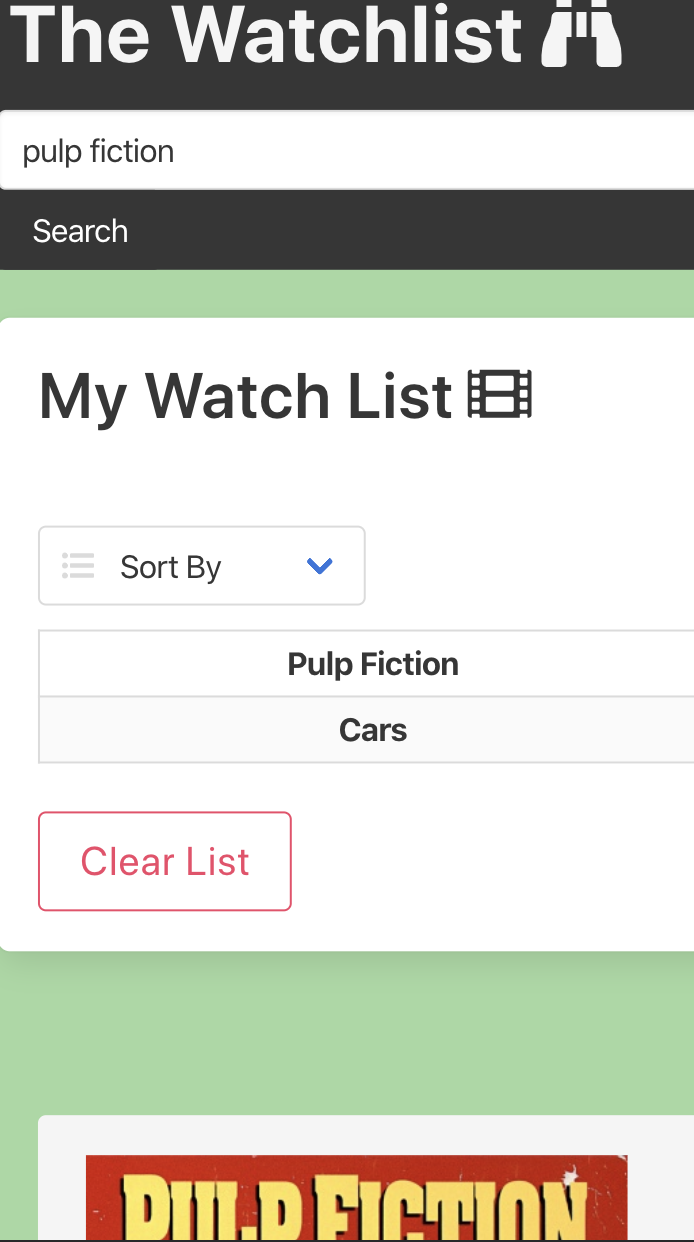 The Watchlist
pulp fiction
Search
My Watch List
Sort By
Pulp Fiction
Cars
Clear List
PULP FICTION